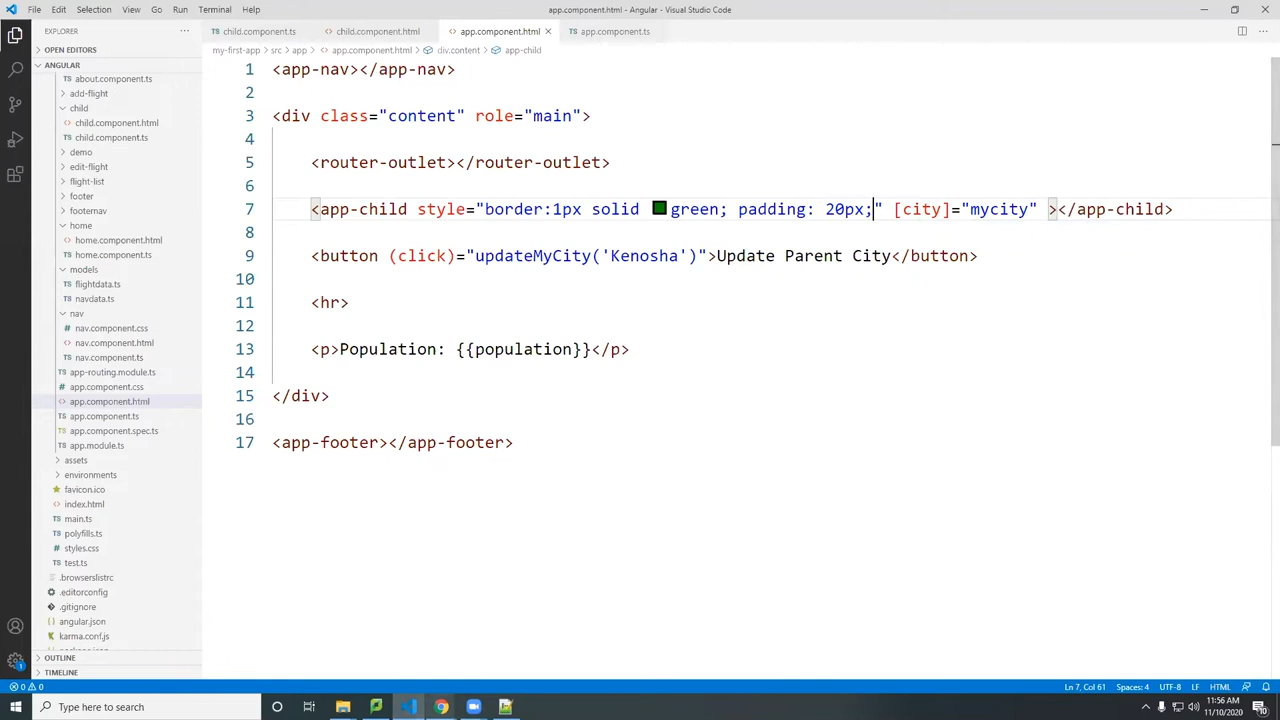 File Edit Selection View Go Run Terminal Help
app.component.html - Angular - Visual Studio Code
EXPLORER
child.component.ts child.component.html app.component.html app.component.ts
my-first-app > src > app > app.component.html > div.content > app-child
OPEN EDITORS
ANGULAR
about.component.ts
add-flight
child
child.component.html
child.component.ts
demo
edit-flight
flight-list
footer
footernav
home
home.component.html
home.component.ts
models
flightdata.ts
navdata.ts
nav
nav.component.css
nav.component.html
nav.component.ts
app-routing.module.ts
app.component.css
app.component.html
app.component.ts
app.component.spec.ts
app.module.ts
assets
environments
favicon.ico
index.html
main.ts
polyfills.ts
styles.css
test.ts
.browserslistrc
.editorconfig
.gitignore
angular.json
karma.conf.js
OUTLINE
TIMELINE
1 <app-nav></app-nav>
2
3 <div class="content" role="main">
4
5 <router-outlet></router-outlet>
6
7 <app-child style="border:1px solid green; padding: 20px;" [city]="mycity" ></app-child>
8
9 <button (click)="updateMyCity('Kenosha')">Update Parent City</button>
10
11 <hr>
12
13 <p>Population: {{population}}</p>
14
15 </div>
16
17 <app-footer></app-footer>
1
0 0
Ln 7, Col 61 Spaces: 4 UTF-8 LF HTML
Type here to search
11:56 AM
11/10/2020
10